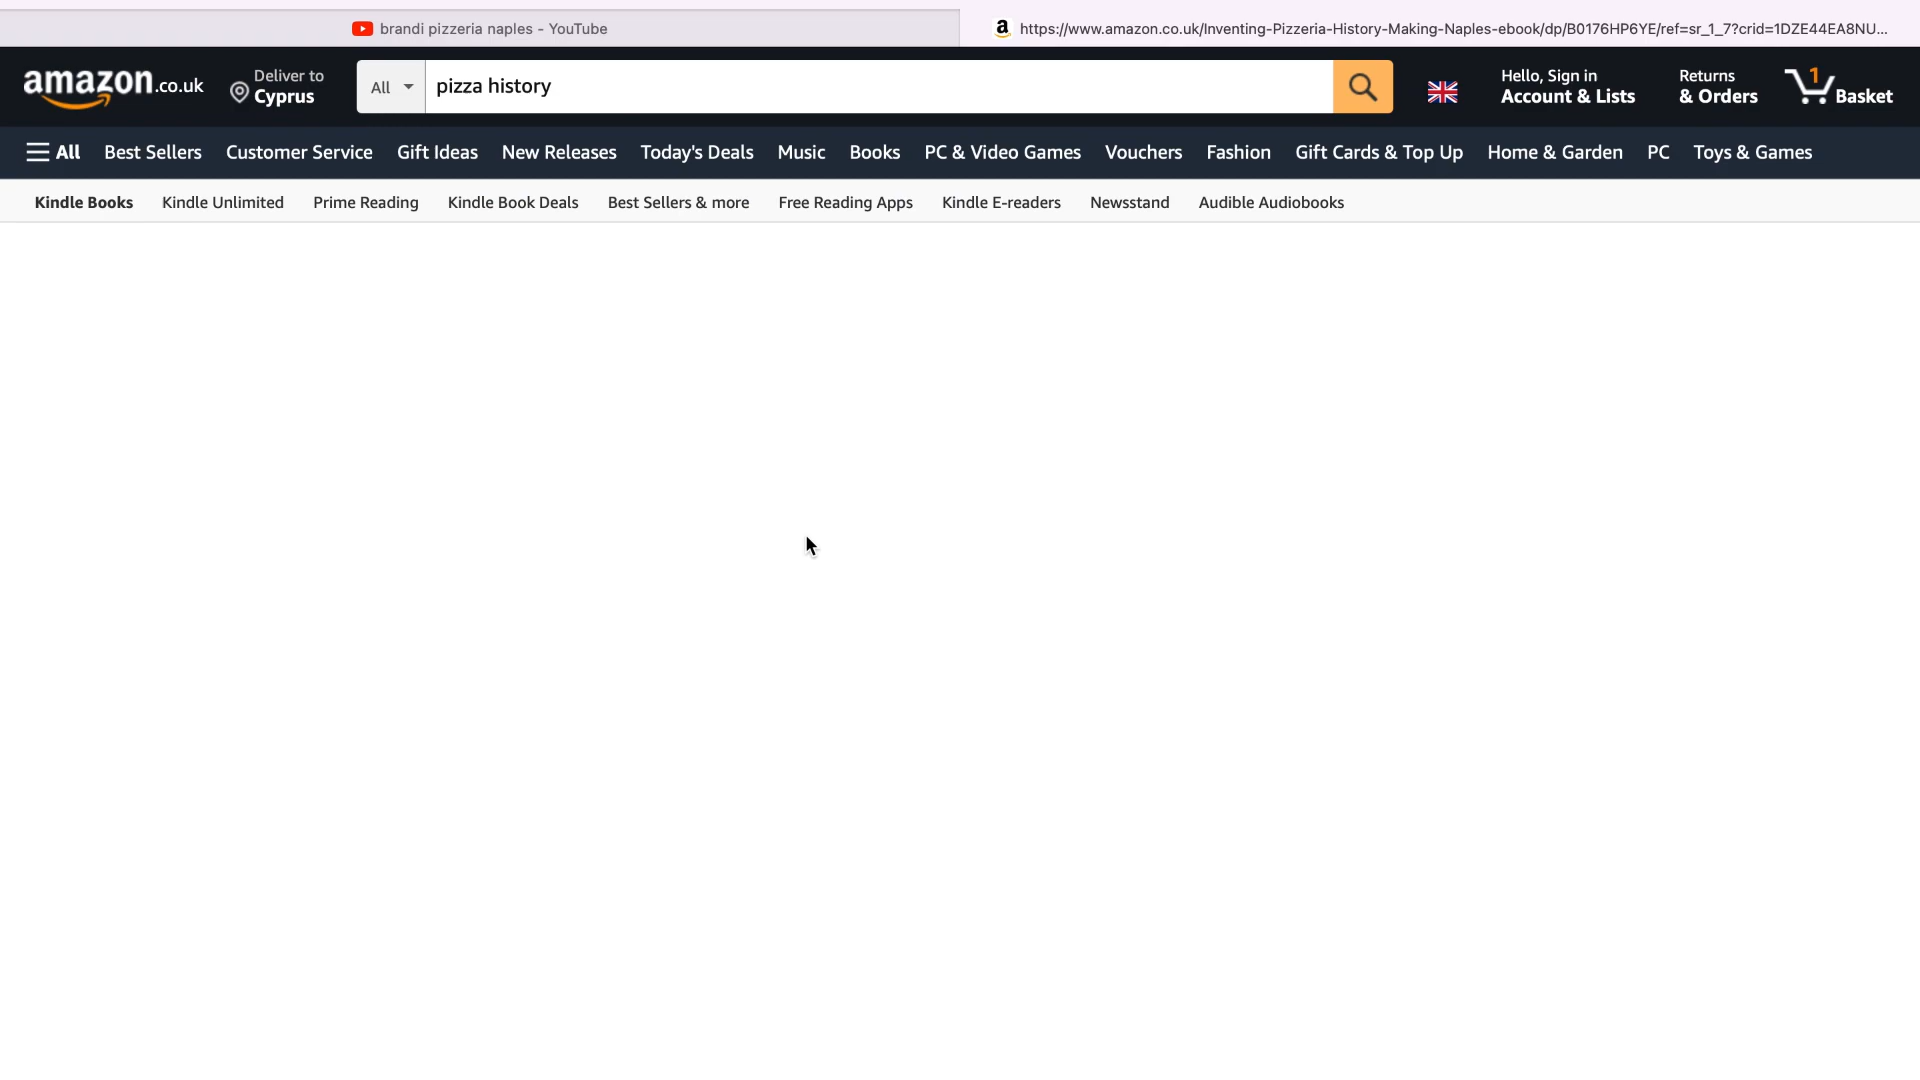 brandi pizzeria naples - YouTube
https://www.amazon.co.uk/Inventing-Pizzeria-History-Making-Naples-ebook/dp/B0176HP6YE/ref=sr_1_7?crid=1DZE44EA8NU...
amazon.co.uk
Deliver to
Cyprus
All
pizza history
Hello, Sign in
Account & Lists
Returns
& Orders
1
Basket
All Best Sellers Customer Service Gift Ideas New Releases Today's Deals Music Books PC & Video Games Vouchers Fashion Gift Cards & Top Up Home & Garden PC Toys & Games
Kindle Books Kindle Unlimited Prime Reading Kindle Book Deals Best Sellers & more Free Reading Apps Kindle E-readers Newsstand Audible Audiobooks